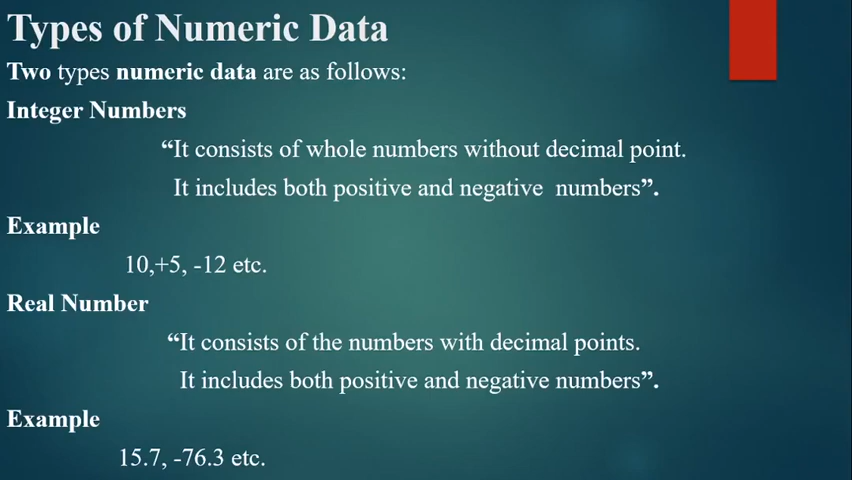 Types of Numeric Data
Two types numeric data are as follows:
Integer Numbers
“It consists of whole numbers without decimal point.
It includes both positive and negative numbers”.
Example
10,+5, -12 etc.
Real Number
“It consists of the numbers with decimal points.
It includes both positive and negative numbers”.
Example
15.7, -76.3 etc.